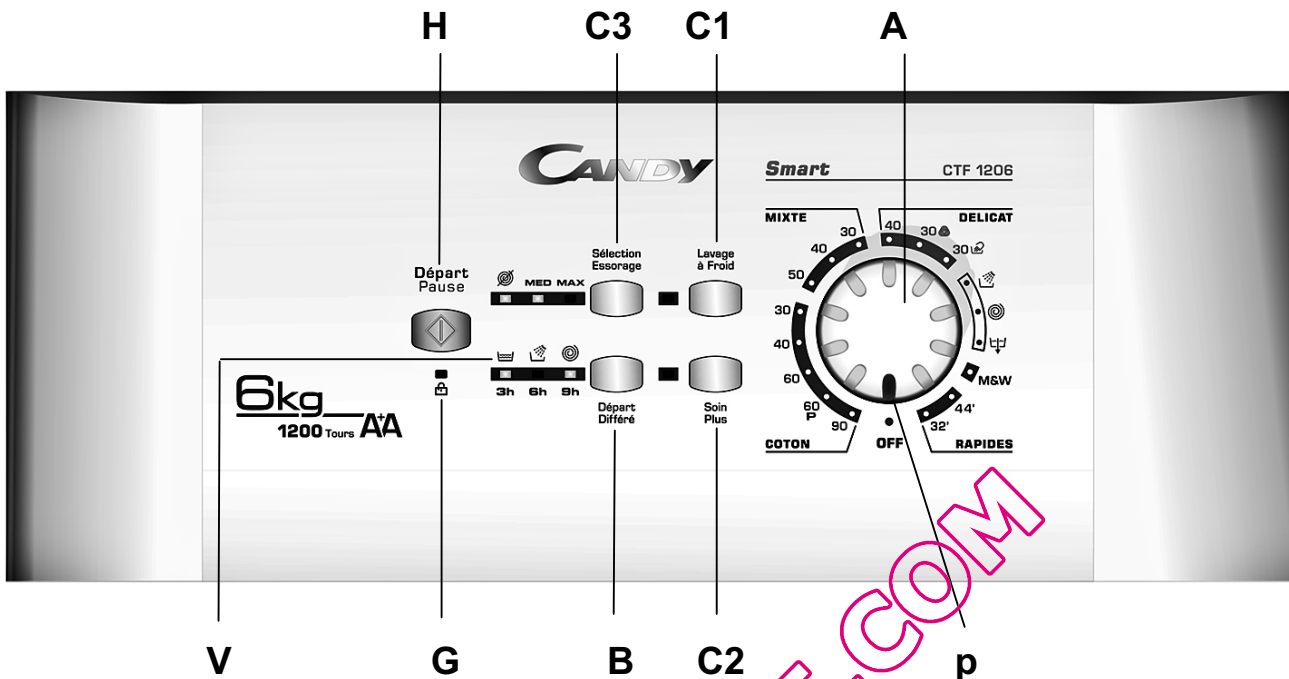 H C3 C1 A
CANDY
Smart CTF 1206
MIXTE DELICAT
30 40 30 30
40
50
30
40
60
60
P
90
M&W
44'
32'
COTON OFF RAPIDES
Départ
Pause
Sélection
Essorage
Lavage
à Froid
MED MAX
3h 6h 9h
Départ
Différé
Soin
Plus
6kg
1200 Tours A+A
V G B C2 p
.COM